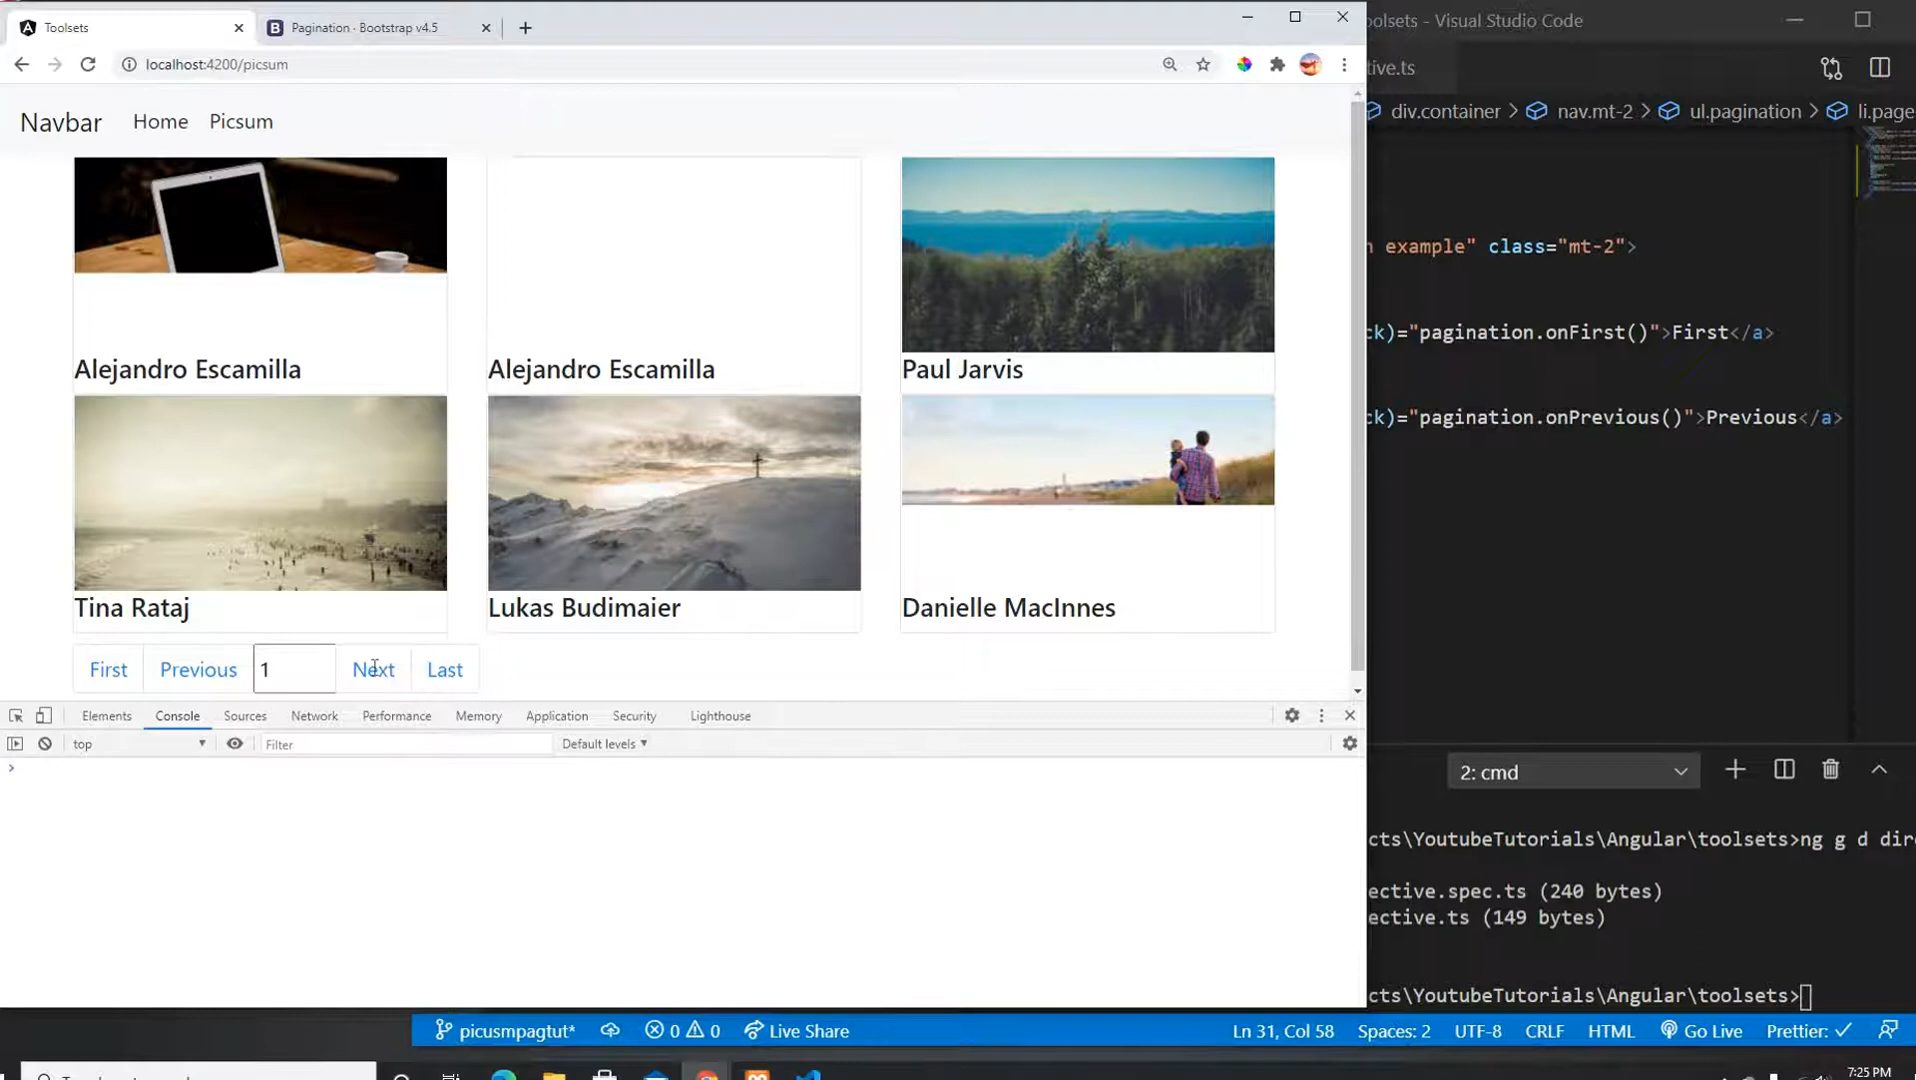 Toolsets
Pagination · Bootstrap v4.5
localhost:4200/picsum
Navbar Home Picsum
Alejandro Escamilla
Alejandro Escamilla
Paul Jarvis
Tina Rataj
Lukas Budimaier
Danielle MacInnes
First Previous 1 Next Last
Elements Console Sources Network Performance Memory Application Security Lighthouse
top Filter Default levels
>
oolsets - Visual Studio Code
tive.ts
div.container > nav.mt-2 > ul.pagination > li.page
example" class="mt-2">
ck)="pagination.onFirst()">First</a>
ck)="pagination.onPrevious()">Previous</a>
2: cmd
cts\YoutubeTutorials\Angular\toolsets>ng g d dir
ective.spec.ts (240 bytes)
ective.ts (149 bytes)
cts\YoutubeTutorials\Angular\toolsets>
picusmpagtut* 0 0 Live Share Ln 31, Col 58 Spaces: 2 UTF-8 CRLF HTML Go Live Prettier: ✓
7:25 PM